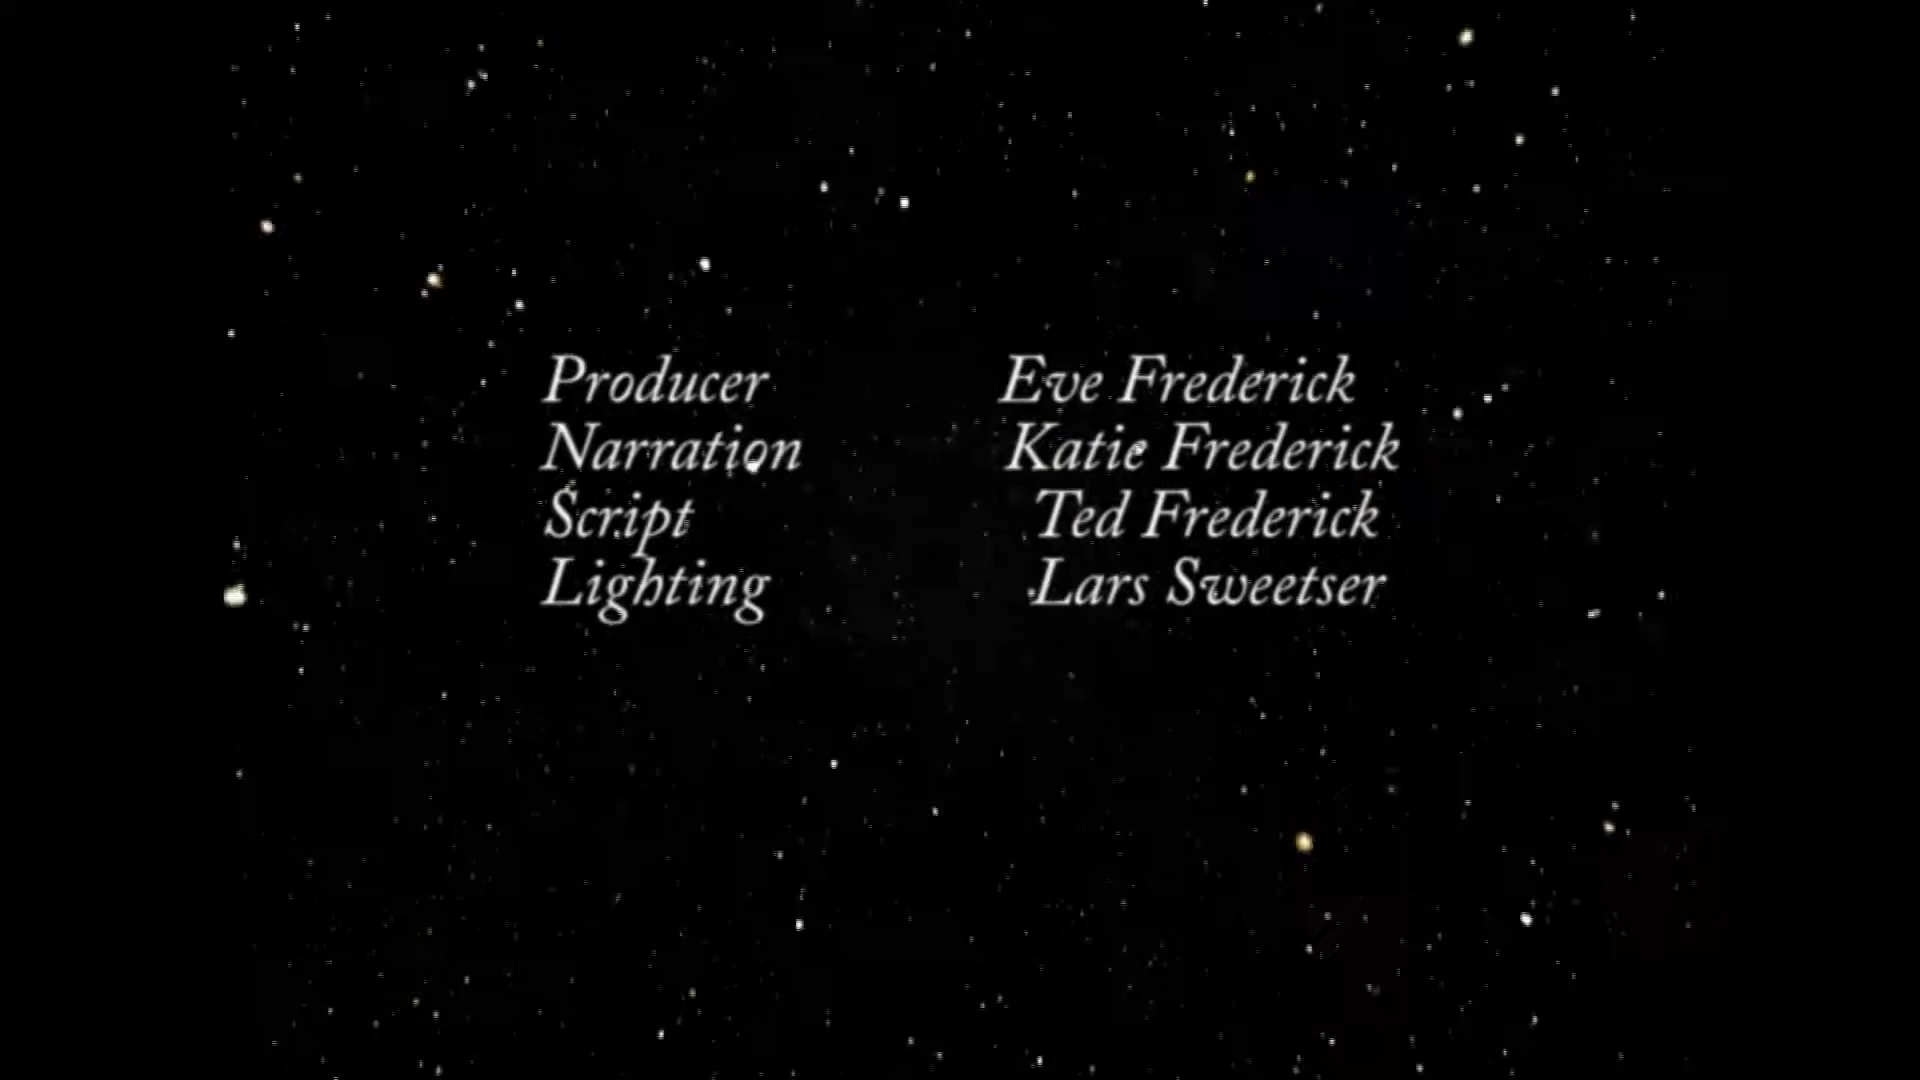 Producer Eve Frederick
Narration Katie Frederick
Script Ted Frederick
Lighting Lars Sweetser